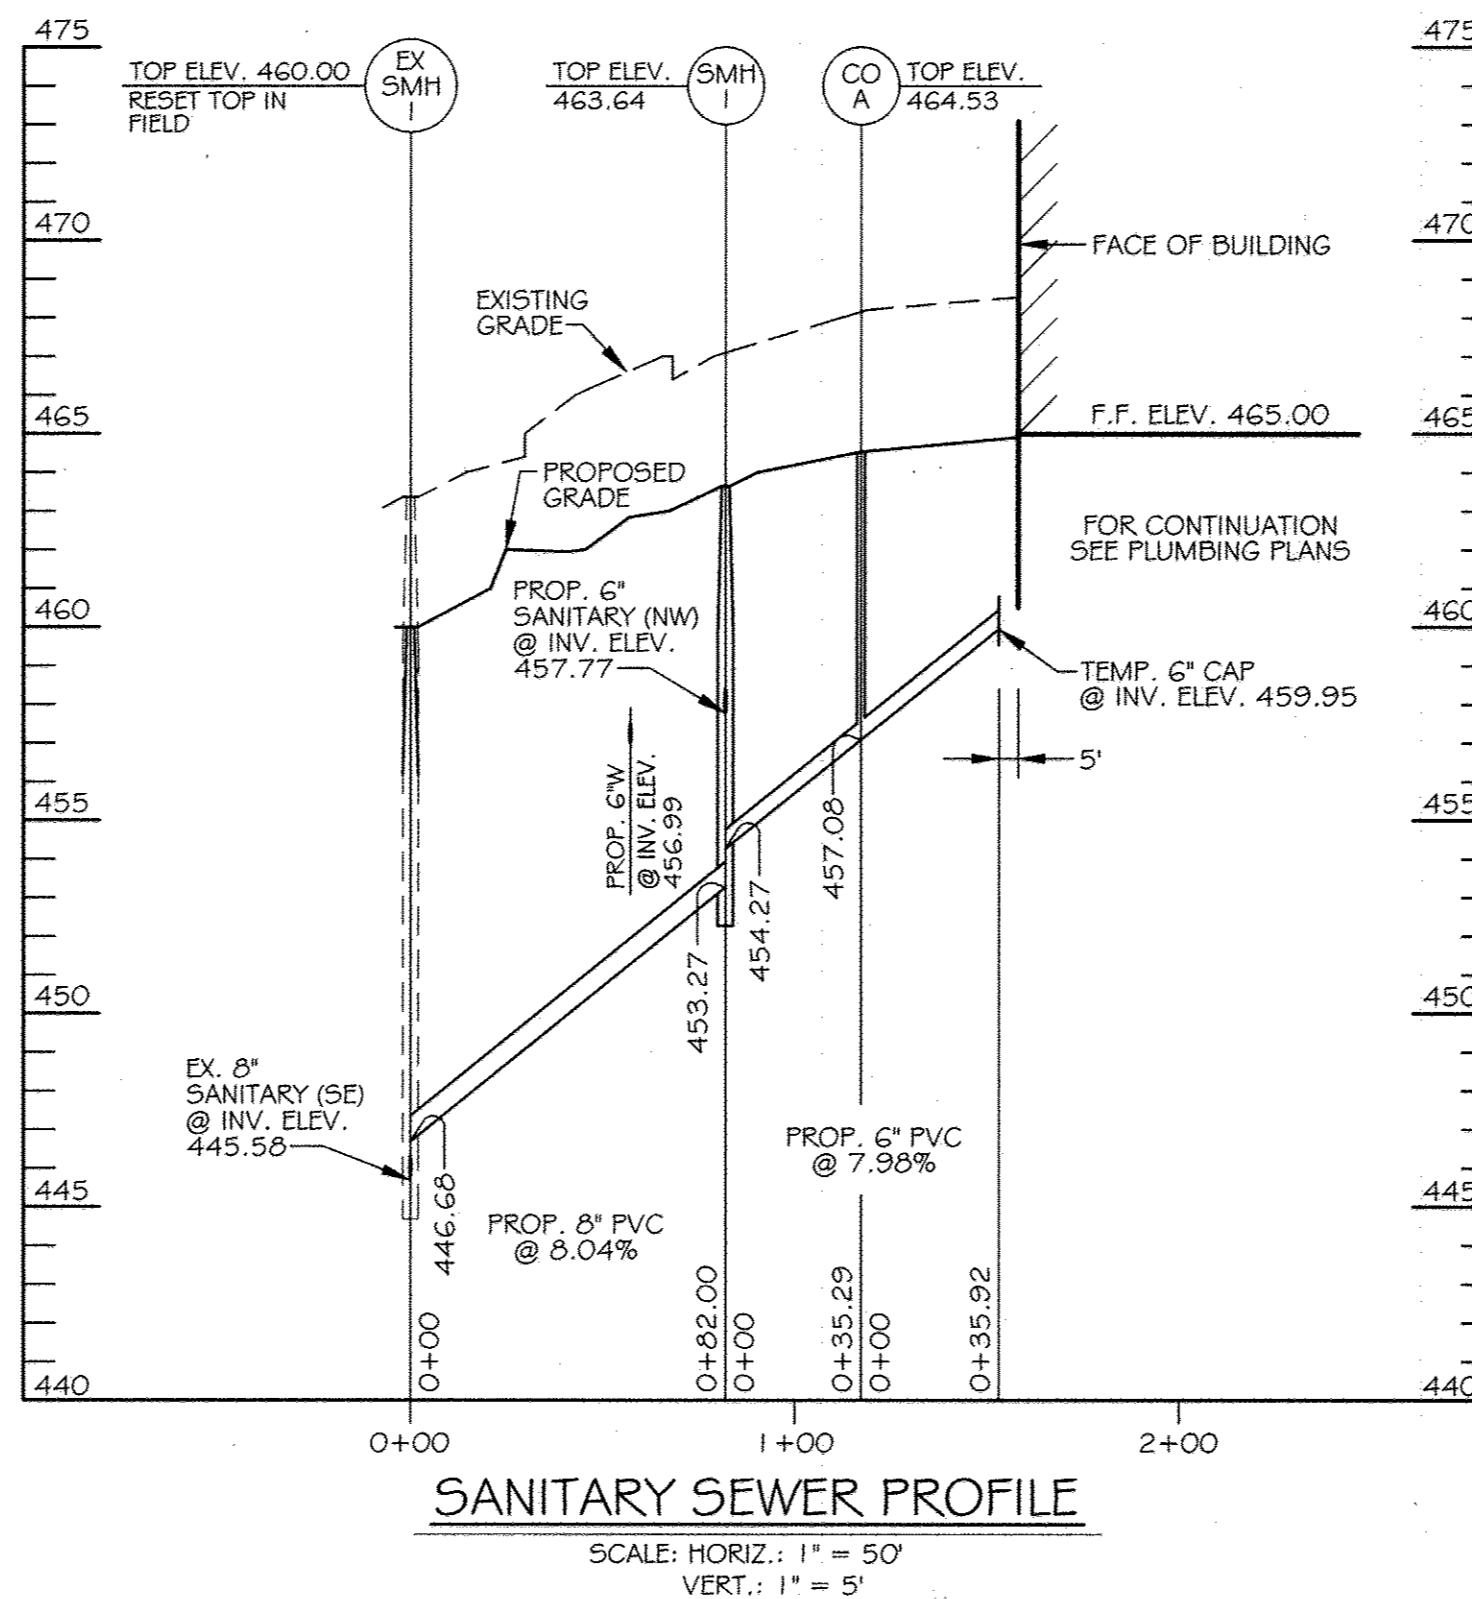 475
475
TOP ELEV. 460.00
RESET TOP IN
FIELD
EX
SMH
TOP ELEV.
463.64
SMH
1
CO
A
TOP ELEV.
464.53
470
470
FACE OF BUILDING
EXISTING
GRADE
465
465
F.F. ELEV. 465.00
PROPOSED
GRADE
FOR CONTINUATION
SEE PLUMBING PLANS
PROP. 6"
SANITARY (NW)
@ INV. ELEV.
457.77
460
460
TEMP. 6" CAP
@ INV. ELEV. 459.95
5'
PROP. 6"W
@ INV. ELEV.
456.99
455
455
457.08
454.27
453.27
450
450
EX. 8"
SANITARY (SE)
@ INV. ELEV.
445.58
446.68
PROP. 6" PVC
@ 7.98%
PROP. 8" PVC
@ 8.04%
445
445
0+00
0+82.00
0+00
0+35.29
0+00
0+35.92
440
440
0+00
1+00
2+00
SANITARY SEWER PROFILE
SCALE: HORIZ.: 1" = 50'
VERT.: 1" = 5'